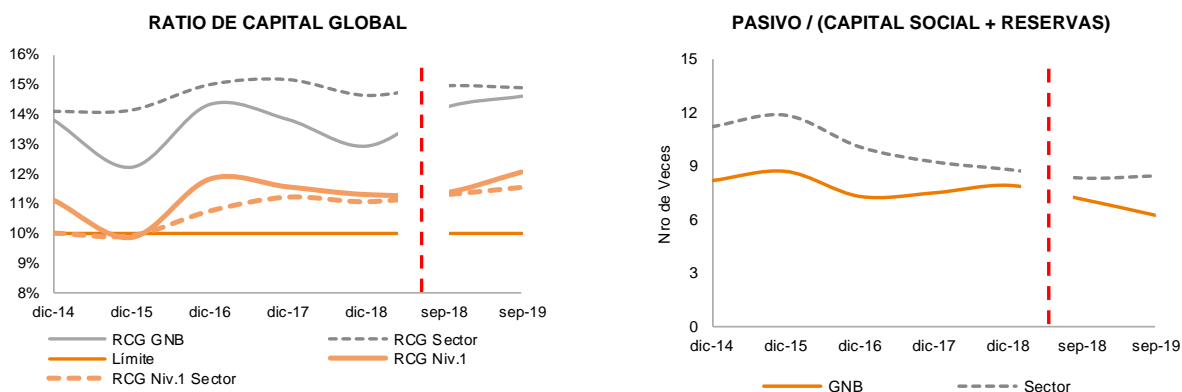 RATIO DE CAPITAL GLOBAL
16%
15%
14%
13%
12%
11%
10%
9%
8%
dic-14 dic-15 dic-16 dic-17 dic-18 sep-18 sep-19
RCG GNB RCG Sector
Límite RCG Niv.1
RCG Niv.1 Sector
PASIVO / (CAPITAL SOCIAL + RESERVAS)
Nro de Veces
15
12
9
6
3
0
dic-14 dic-15 dic-16 dic-17 dic-18 sep-18 sep-19
GNB Sector